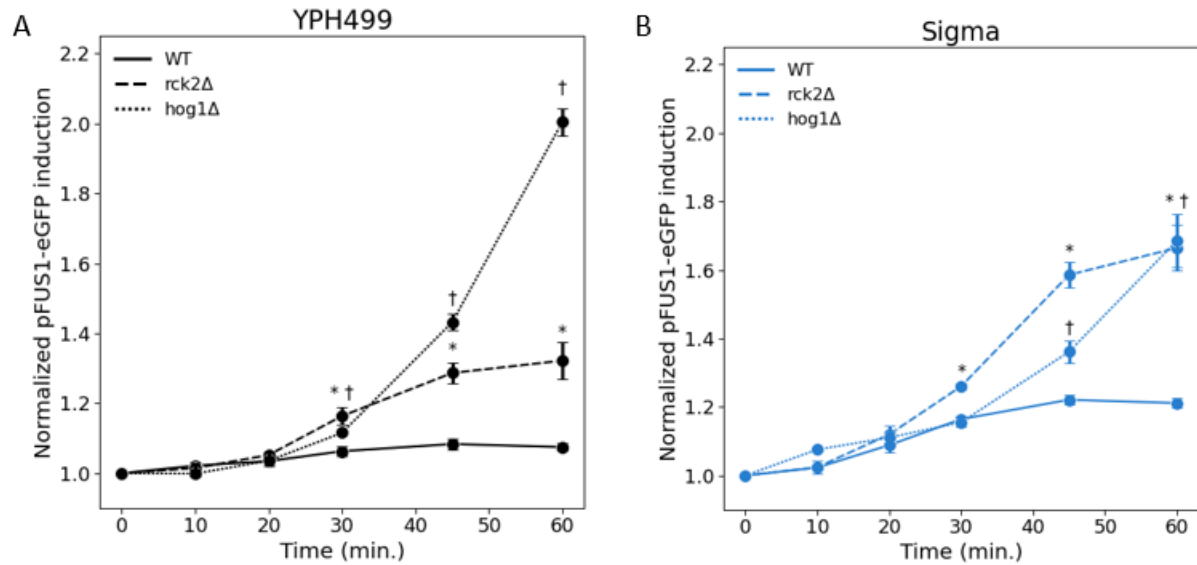 A
YPH499
WT
rck2Δ
hog1Δ
†
†
*
*
* †
2.2
2.0
1.8
1.6
1.4
1.2
1.0
Normalized pFUS1-eGFP induction
0 10 20 30 40 50 60
Time (min.)
B
Sigma
WT
rck2Δ
hog1Δ
* †
*
†
*
2.2
2.0
1.8
1.6
1.4
1.2
1.0
Normalized pFUS1-eGFP induction
0 10 20 30 40 50 60
Time (min.)